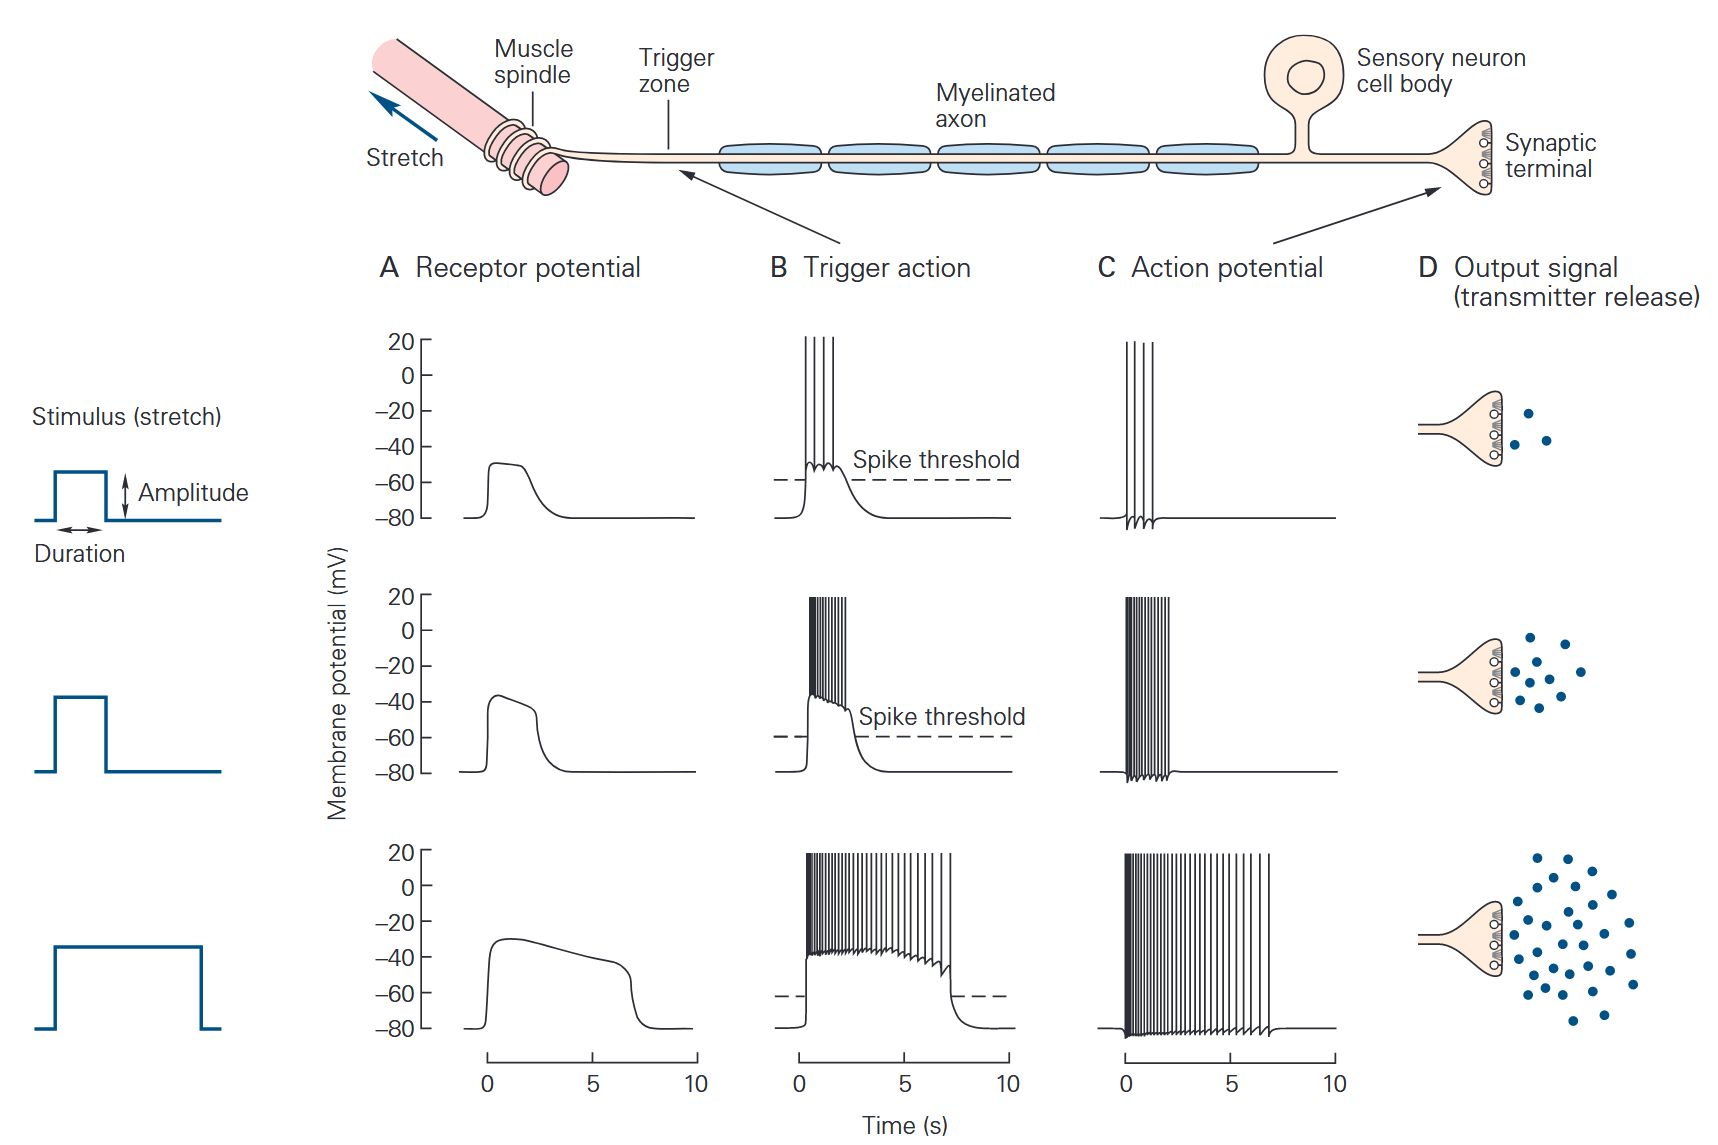 Muscle
spindle
Trigger
zone
Myelinated
axon
Sensory neuron
cell body
Synaptic
terminal
Stretch
A Receptor potential
B Trigger action
C Action potential
D Output signal
(transmitter release)
Stimulus (stretch)
Amplitude
Duration
Membrane potential (mV)
20
0
–20
–40
–60
–80
Spike threshold
20
0
–20
–40
–60
–80
Spike threshold
20
0
–20
–40
–60
–80
0 5 10
0 5 10
0 5 10
Time (s)